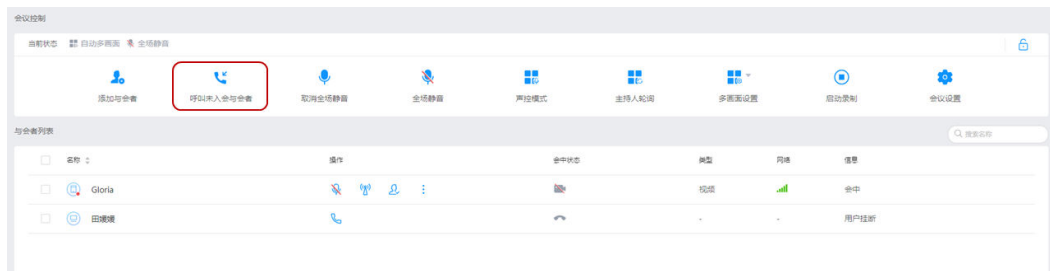 会议控制
当前状态 自动多画面 全场静音
添加与会者 呼叫未入会与会者 取消全场静音 全场静音 声控模式 主持人轮询 多画面设置 启动录制 会议设置
与会者列表 搜索名称
名称 操作 会中状态 类型 网络 信息
Gloria 视频 会中
田媛媛 - - 用户挂断